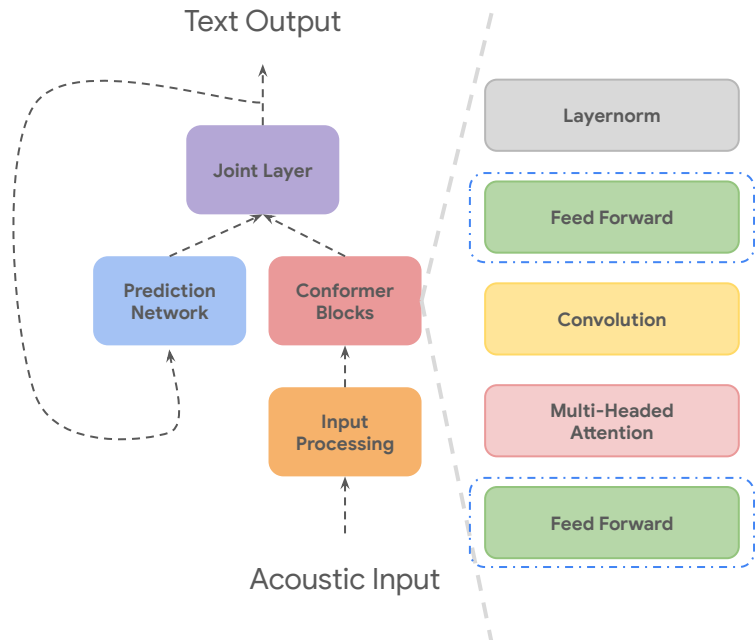 Text Output
Joint Layer
Prediction
Network
Conformer
Blocks
Input
Processing
Acoustic Input
Layernorm
Feed Forward
Convolution
Multi-Headed
Attention
Feed Forward